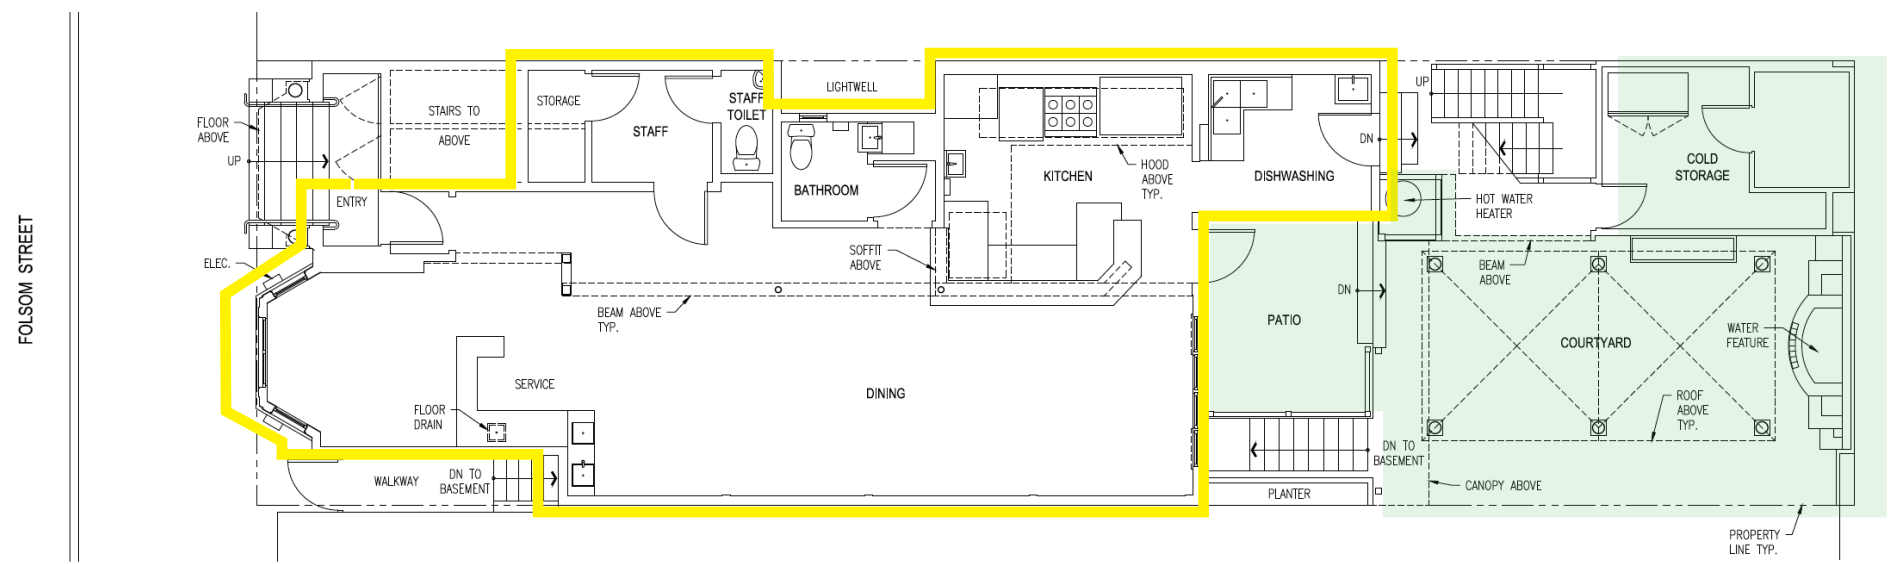 FOLSOM STREET
FLOOR
ABOVE
UP
ELEC.
ENTRY
STAIRS TO
ABOVE
STORAGE
STAFF
STAFF
TOILET
LIGHTWELL
BATHROOM
SOFFIT
ABOVE
KITCHEN
HOOD
ABOVE
TYP.
DISHWASHING
DN
UP
HOT WATER
HEATER
COLD
STORAGE
BEAM
ABOVE
BEAM ABOVE
TYP.
SERVICE
FLOOR
DRAIN
DINING
PATIO
DN
COURTYARD
WATER
FEATURE
ROOF
ABOVE
TYP.
WALKWAY
DN TO
BASEMENT
DN TO
BASEMENT
PLANTER
CANOPY ABOVE
PROPERTY
LINE TYP.